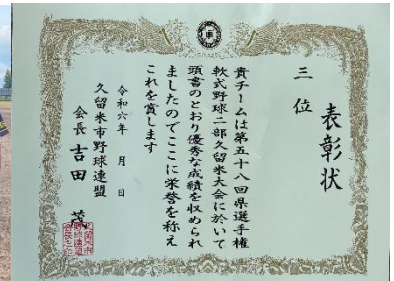 表彰状
三位
貴チームは第五十八回県選手権
軟式野球二部久留米大会に於いて
頭書のとおり優秀な成績を収められ
ましたのでここに栄誉を称え
これを賞します
令和六年 月 日
久留米市野球連盟
会長 吉田 茂